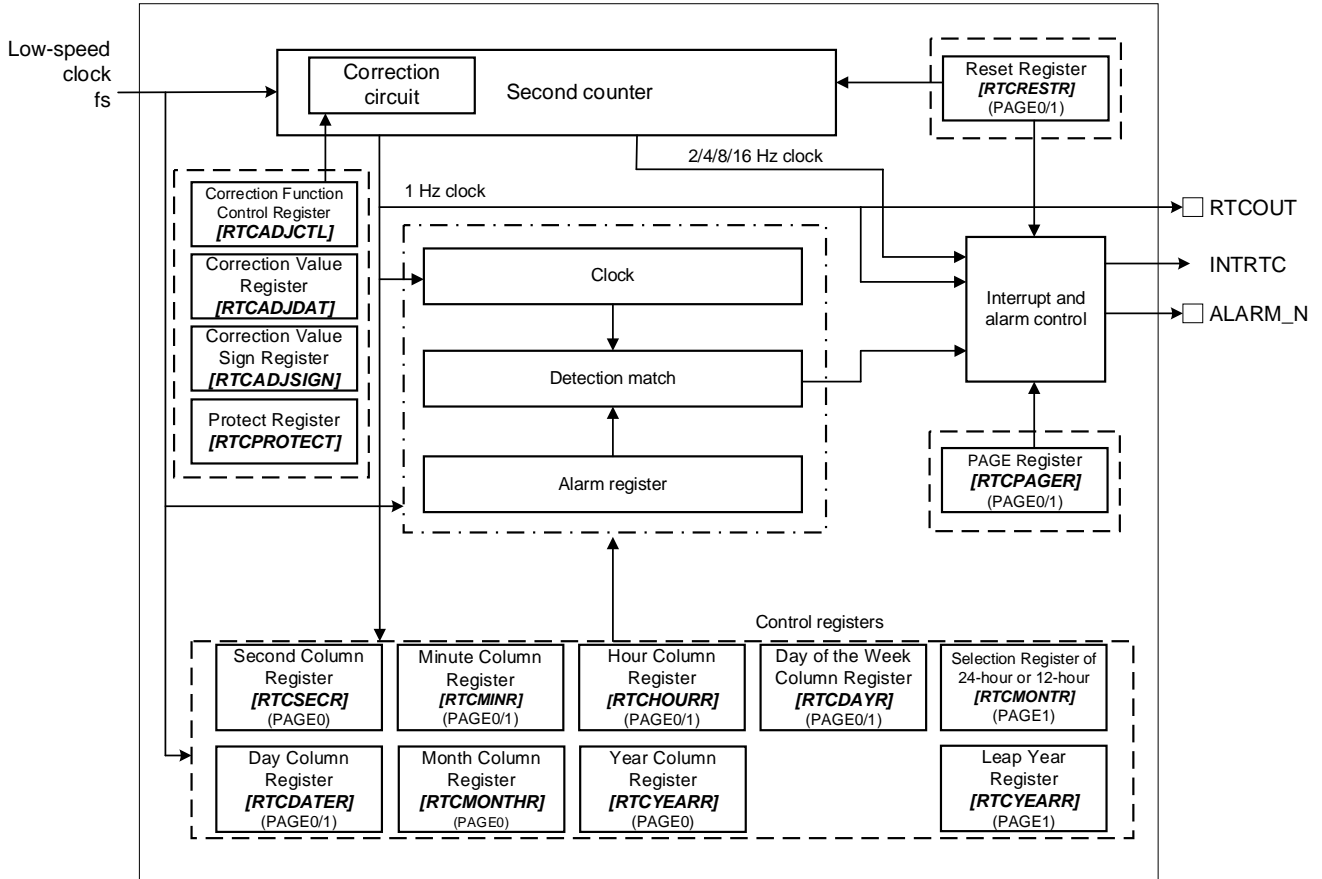 Low-speed
clock
fs
Correction
circuit
Second counter
Reset Register
[RTCRESTR]
(PAGE0/1)
2/4/8/16 Hz clock
1 Hz clock
Correction Function
Control Register
[RTCADJCTL]
Correction Value
Register
[RTCADJDAT]
Correction Value
Sign Register
[RTCADJSIGN]
Protect Register
[RTCPROTECT]
RTCOUT
INTRTC
ALARM_N
Clock
Detection match
Alarm register
Interrupt and
alarm control
PAGE Register
[RTCPAGER]
(PAGE0/1)
Control registers
Second Column
Register
[RTCSECR]
(PAGE0)
Minute Column
Register
[RTCMINR]
(PAGE0/1)
Hour Column
Register
[RTCHOURR]
(PAGE0/1)
Day of the Week
Column Register
[RTCDAYR]
(PAGE0/1)
Selection Register of
24-hour or 12-hour
[RTCMONTR]
(PAGE1)
Day Column
Register
[RTCDATER]
(PAGE0/1)
Month Column
Register
[RTCMONTHR]
(PAGE0)
Year Column
Register
[RTCYEARR]
(PAGE0)
Leap Year
Register
[RTCYEARR]
(PAGE1)